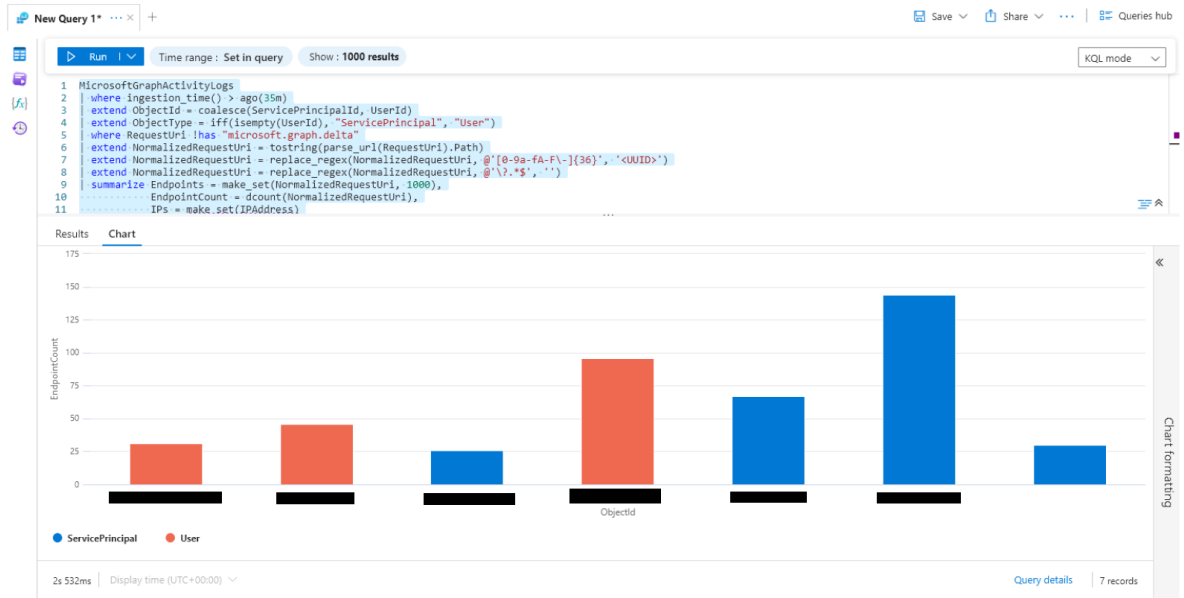 New Query 1* ··· × +
Save Share ··· Queries hub
Run Time range : Set in query Show : 1000 results KQL mode
1 MicrosoftGraphActivityLogs
2 | where ingestion_time() > ago(35m)
3 | extend ObjectId = coalesce(ServicePrincipalId, UserId)
4 | extend ObjectType = iff(isempty(UserId), "ServicePrincipal", "User")
5 | where RequestUri !has "microsoft.graph.delta"
6 | extend NormalizedRequestUri = tostring(parse_url(RequestUri).Path)
7 | extend NormalizedRequestUri = replace_regex(NormalizedRequestUri, @'[0-9a-fA-F\-]{36}', '<UUID>')
8 | extend NormalizedRequestUri = replace_regex(NormalizedRequestUri, @'\?.*$', '')
9 | summarize Endpoints = make_set(NormalizedRequestUri, 1000),
10 EndpointCount = dcount(NormalizedRequestUri),
11 IPs = make_set(IPAddress)
Results Chart
175
150
125
100
75
50
25
0
EndpointCount
ObjectId
ServicePrincipal User
Chart formatting
2s 532ms Display time (UTC+00:00) Query details 7 records